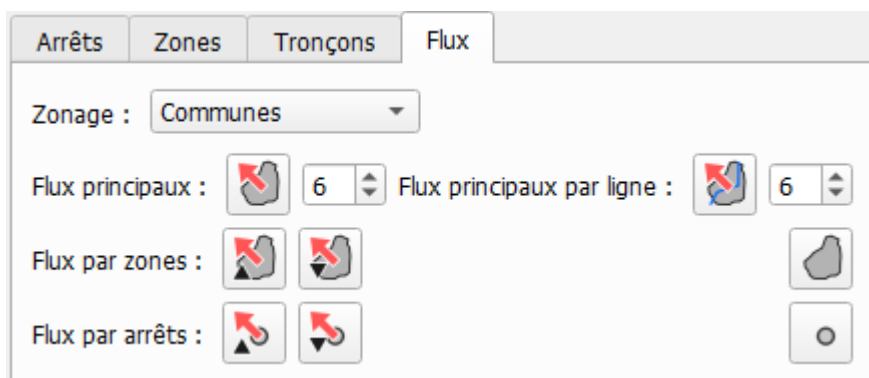 Arrêts Zones Tronçons Flux
Zonage : Communes
Flux principaux : 6 Flux principaux par ligne : 6
Flux par zones :
Flux par arrêts :